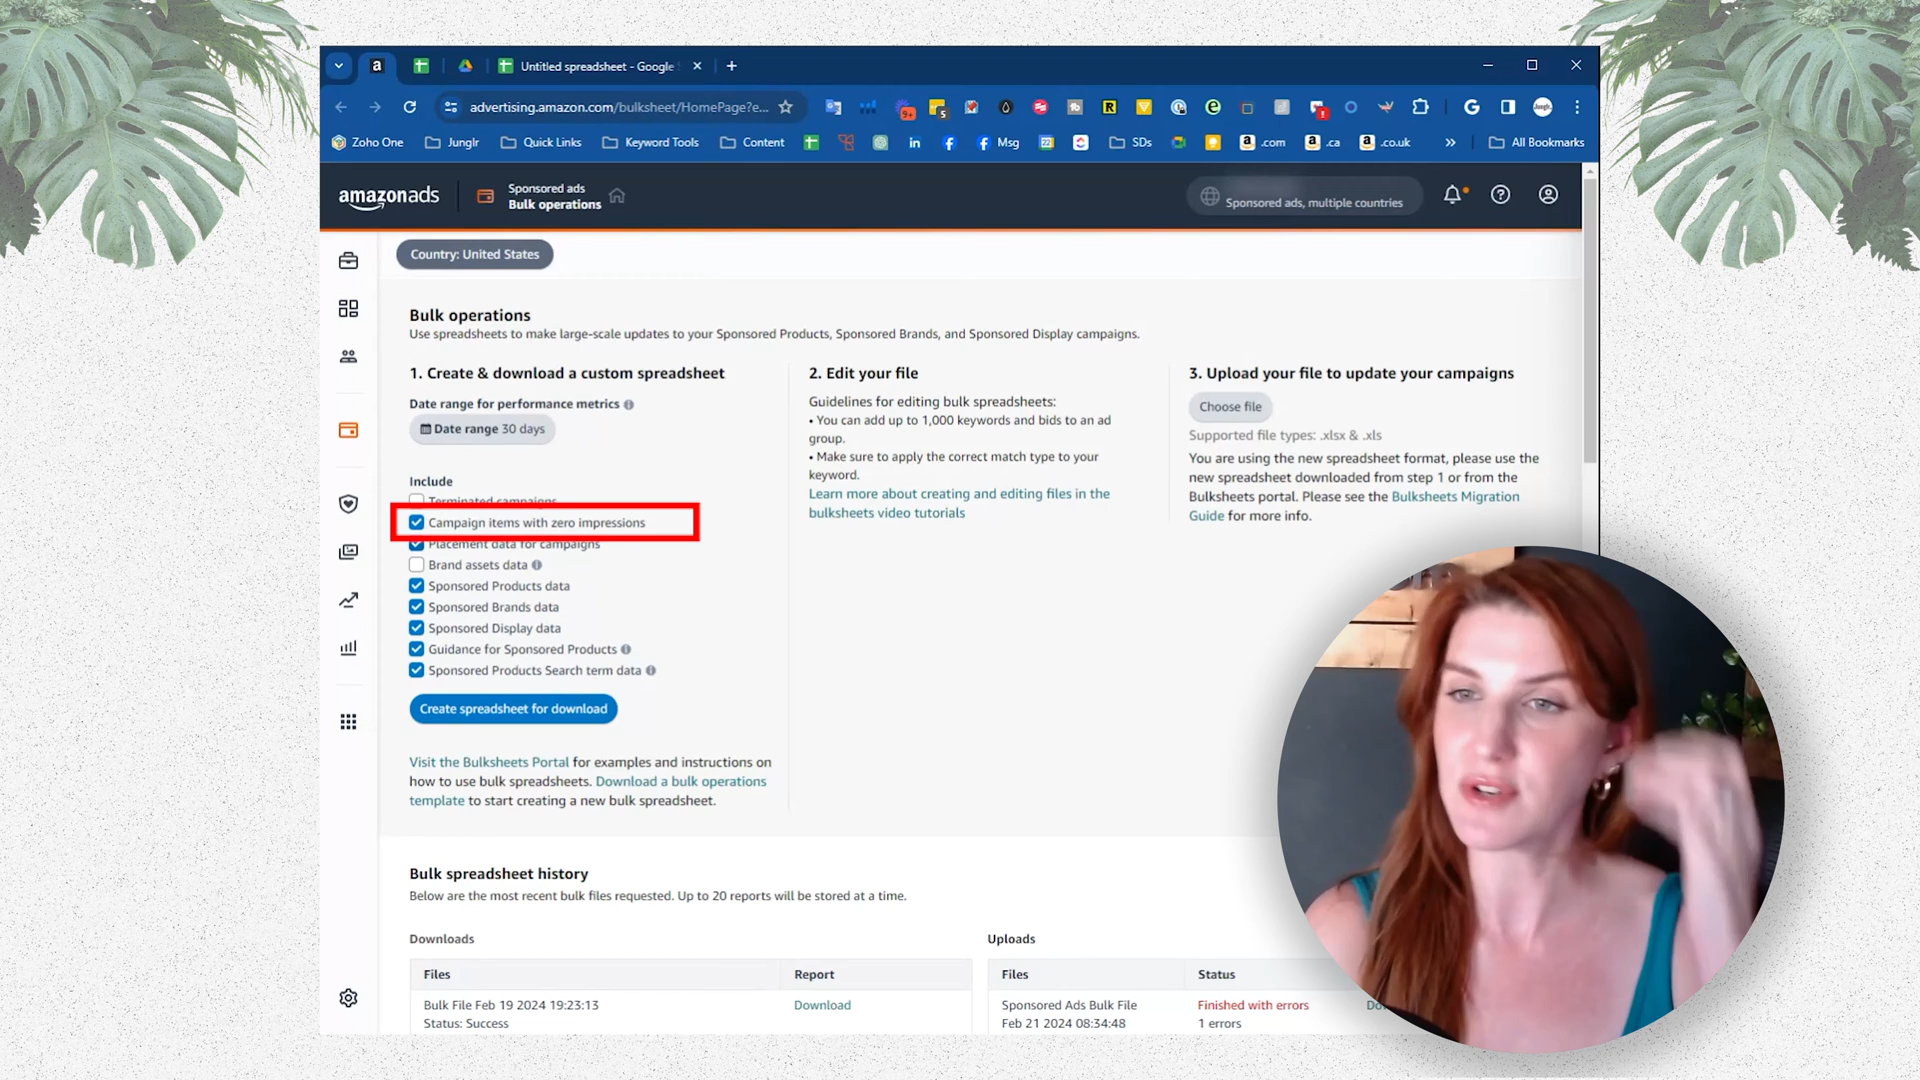 Untitled spreadsheet - Google
advertising.amazon.com/bulksheet/HomePage?e...
9+
5
Zoho One
Junglr
Quick Links
Keyword Tools
Content
Msg
SDs
.com
.ca
.co.uk
All Bookmarks
amazonads
Sponsored ads
Bulk operations
Sponsored ads, multiple countries
Country: United States
Bulk operations
Use spreadsheets to make large-scale updates to your Sponsored Products, Sponsored Brands, and Sponsored Display campaigns.
1. Create & download a custom spreadsheet
Date range for performance metrics
Date range 30 days
Include
Terminated campaigns
Campaign items with zero impressions
Placement data for campaigns
Brand assets data
Sponsored Products data
Sponsored Brands data
Sponsored Display data
Guidance for Sponsored Products
Sponsored Products Search term data
Create spreadsheet for download
Visit the Bulksheets Portal for examples and instructions on
how to use bulk spreadsheets. Download a bulk operations
template to start creating a new bulk spreadsheet.
2. Edit your file
Guidelines for editing bulk spreadsheets:
• You can add up to 1,000 keywords and bids to an ad
group.
• Make sure to apply the correct match type to your
keyword.
Learn more about creating and editing files in the
bulksheets video tutorials
3. Upload your file to update your campaigns
Choose file
Supported file types: .xlsx & .xls
You are using the new spreadsheet format, please use the
new spreadsheet downloaded from step 1 or from the
Bulksheets portal. Please see the Bulksheets Migration
Guide for more info.
Bulk spreadsheet history
Below are the most recent bulk files requested. Up to 20 reports will be stored at a time.
Downloads
Files
Report
Bulk File Feb 19 2024 19:23:13
Download
Status: Success
Uploads
Files
Status
Sponsored Ads Bulk File
Finished with errors
Feb 21 2024 08:34:48
1 errors